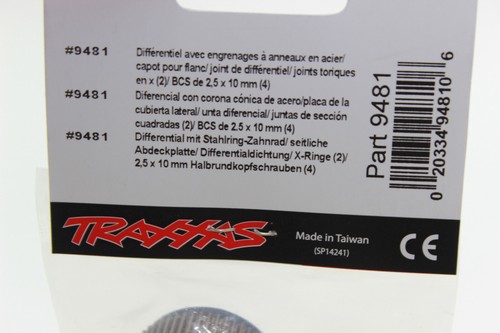 #9481 Différentiel avec engrenages à anneaux en acier/
capot pour flanc/ joint de différentiel/ joints toriques
en x (2)/ BCS de 2,5 x 10 mm (4)
#9481 Diferencial con corona cónica de acero/placa de la
cubierta lateral/ unta diferencial/ juntas de sección
cuadradas (2)/ BCS de 2.5 x 10 mm (4)
#9481 Differential mit Stahlring-Zahnrad/ seitliche
Abdeckplatte/ Differentialdichtung/ X-Ringe (2)/
2,5 x 10 mm Halbrundkopfschrauben (4)
Part 9481
0 20334 94810 6
TRAXXAS
Made in Taiwan
(SP14241)
CE